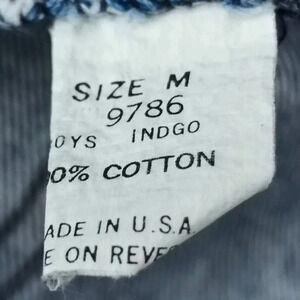 SIZE M
9786
OYS INDGO
00% COTTON
ADE IN U.S.A
E ON REVE